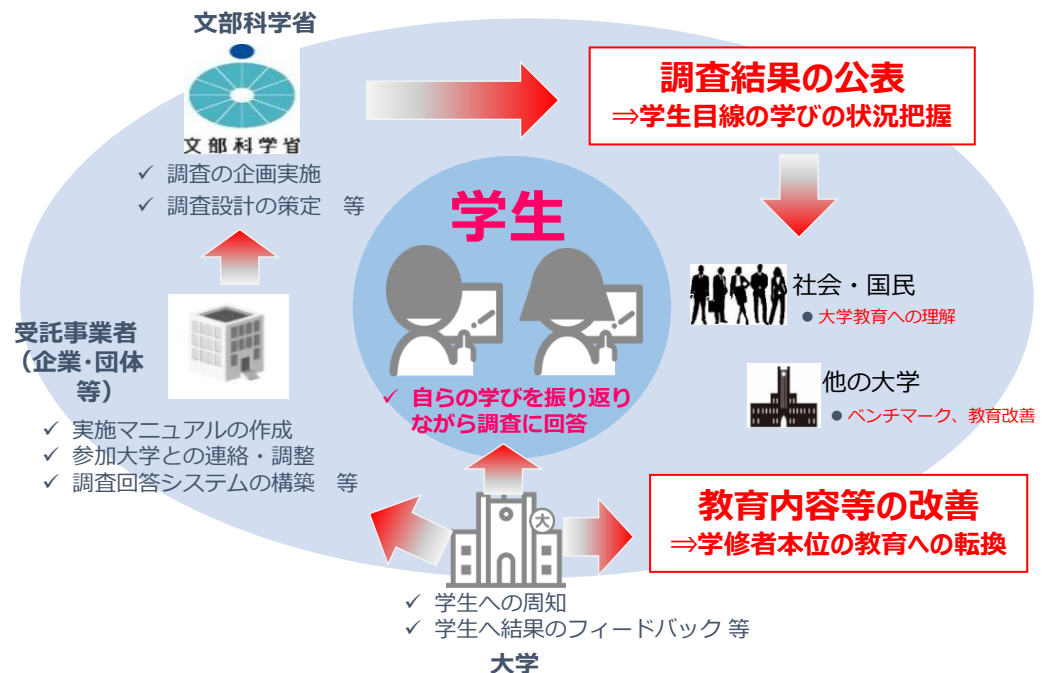 文部科学省
文部科学省
✓ 調査の企画実施
✓ 調査設計の策定　等
調査結果の公表
⇒学生目線の学びの状況把握
学生
✓ 自らの学びを振り返り
ながら調査に回答
社会・国民
● 大学教育への理解
他の大学
● ベンチマーク、教育改善
受託事業者
（企業・団体
等）
✓ 実施マニュアルの作成
✓ 参加大学との連絡・調整
✓ 調査回答システムの構築　等
教育内容等の改善
⇒学修者本位の教育への転換
大
✓ 学生への周知
✓ 学生へ結果のフィードバック 等
大学